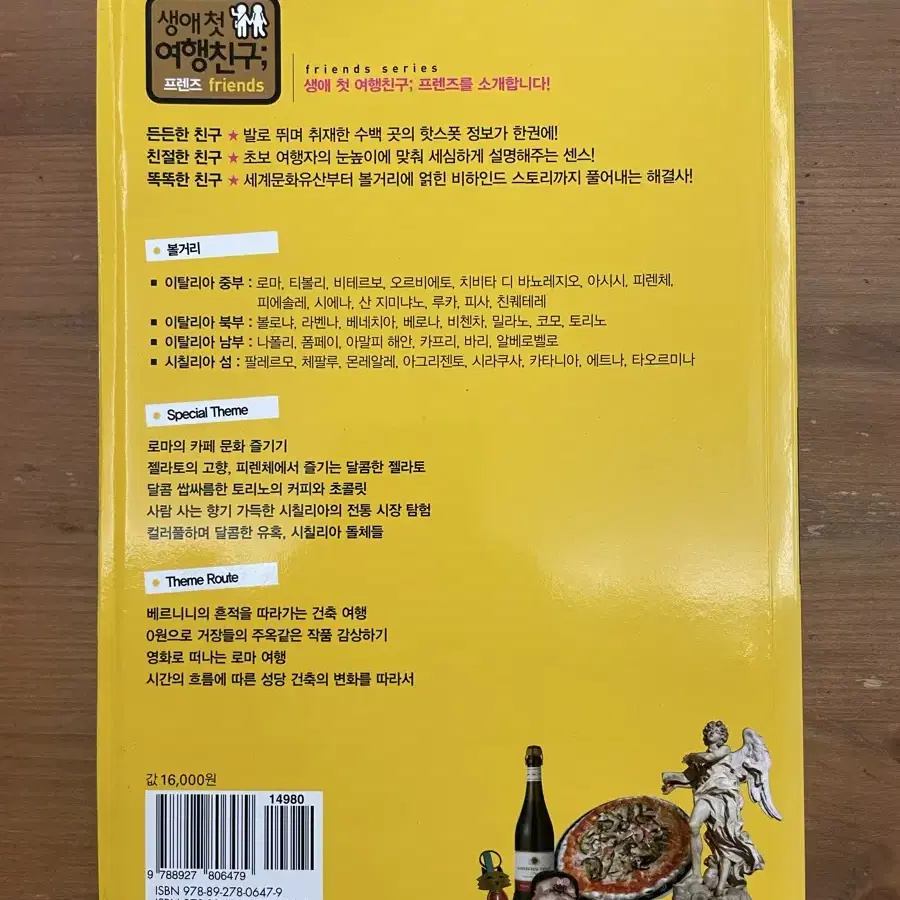 생애 첫
여행친구;
프렌즈 friends
friends series
생애 첫 여행친구; 프렌즈를 소개합니다!
든든한 친구 ★ 발로 뛰며 취재한 수백 곳의 핫스폿 정보가 한권에!
친절한 친구 ★ 초보 여행자의 눈높이에 맞춰 세심하게 설명해주는 센스!
똑똑한 친구 ★ 세계문화유산부터 볼거리에 얽힌 비하인드 스토리까지 풀어내는 해결사!
볼거리
■ 이탈리아 중부 : 로마, 티볼리, 비테르보, 오르비에토, 치비타 디 바뇨레지오, 아시시, 피렌체,
피에솔레, 시에나, 산 지미냐노, 루카, 피사, 친퀘테레
■ 이탈리아 북부 : 볼로냐, 라벤나, 베네치아, 베로나, 비첸차, 밀라노, 코모, 토리노
■ 이탈리아 남부 : 나폴리, 폼페이, 아말피 해안, 카프리, 바리, 알베로벨로
■ 시칠리아 섬 : 팔레르모, 체팔루, 몬레알레, 아그리젠토, 시라쿠사, 카타니아, 에트나, 타오르미나
Special Theme
로마의 카페 문화 즐기기
젤라토의 고향, 피렌체에서 즐기는 달콤한 젤라토
달콤 쌉싸름한 토리노의 커피와 초콜릿
사람 사는 향기 가득한 시칠리아의 전통 시장 탐험
컬러풀하며 달콤한 유혹, 시칠리아 돌체들
Theme Route
베르니니의 흔적을 따라가는 건축 여행
0원으로 거장들의 주옥같은 작품 감상하기
영화로 떠나는 로마 여행
시간의 흐름에 따른 성당 건축의 변화를 따라서
값 16,000원
14980
9 788927 806479
ISBN 978-89-278-0647-9